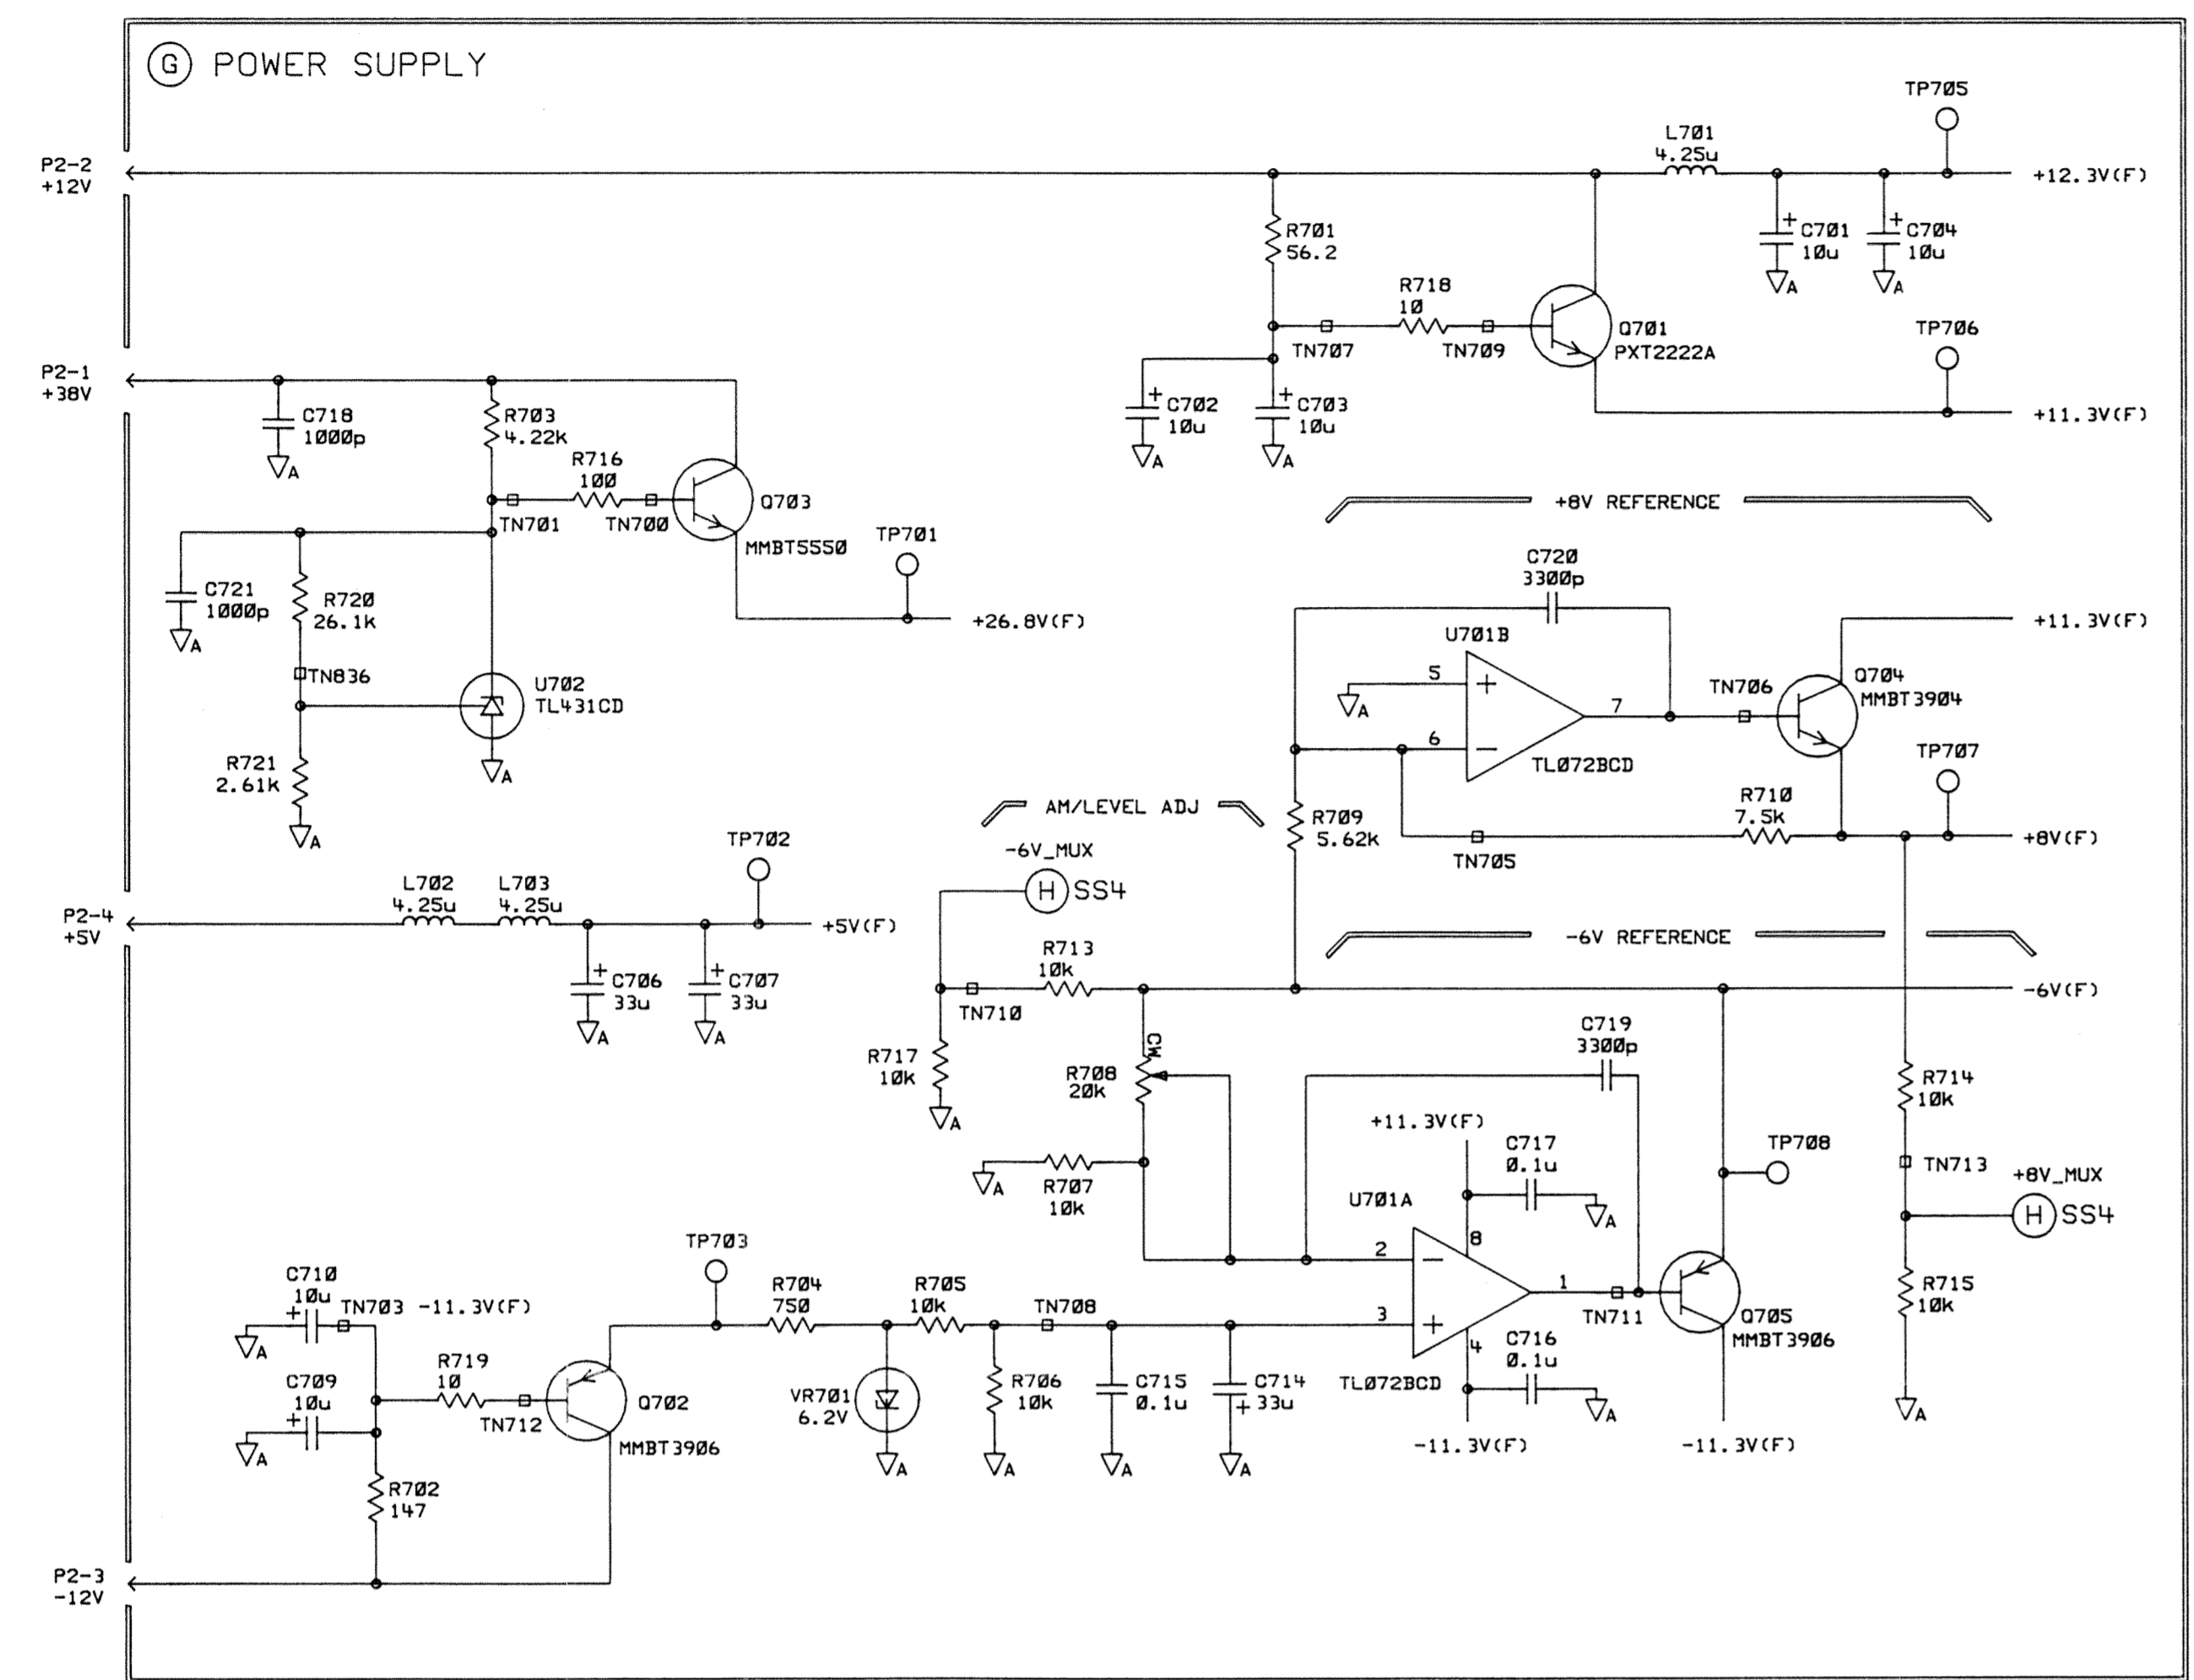 G POWER SUPPLY
TP705
L701
4.25u
P2-2
+12V
+12.3V(F)
R701
56.2
+ C701
10u
A
+ C704
10u
A
R718
10
TN707
TN709
Q701
PXT2222A
TP706
+11.3V(F)
+ C702
10u
A
+ C703
10u
A
P2-1
+38V
C718
1000p
A
R703
4.22k
R716
100
TN701
TN700
Q703
MMBT5550
TP701
+26.8V(F)
C721
1000p
A
R720
26.1k
TN836
U702
TL431CD
A
R721
2.61k
A
+8V REFERENCE
C720
3300p
U701B
5
+
A
6
−
7
TL072BCD
TN706
Q704
MMBT3904
+11.3V(F)
TP707
R710
7.5k
+8V(F)
TN705
R709
5.62k
AM/LEVEL ADJ
-6V_MUX
H SS4
P2-4
+5V
L702
4.25u
L703
4.25u
TP702
+5V(F)
+ C706
33u
A
+ C707
33u
A
-6V REFERENCE
R713
10k
TN710
-6V(F)
R717
10k
A
CW
R708
20k
R707
10k
A
C719
3300p
+11.3V(F)
C717
0.1u
A
U701A
8
2
−
3
+
4
1
TL072BCD
C716
0.1u
A
-11.3V(F)
TN711
Q705
MMBT3906
-11.3V(F)
TP708
R714
10k
TN713
+8V_MUX
H SS4
R715
10k
A
C710
10u
+
A
TN703 -11.3V(F)
C709
10u
+
A
R719
10
TN712
Q702
MMBT3906
R702
147
TP703
R704
750
R705
10k
TN708
VR701
6.2V
A
R706
10k
A
C715
0.1u
A
C714
+ 33u
A
P2-3
-12V